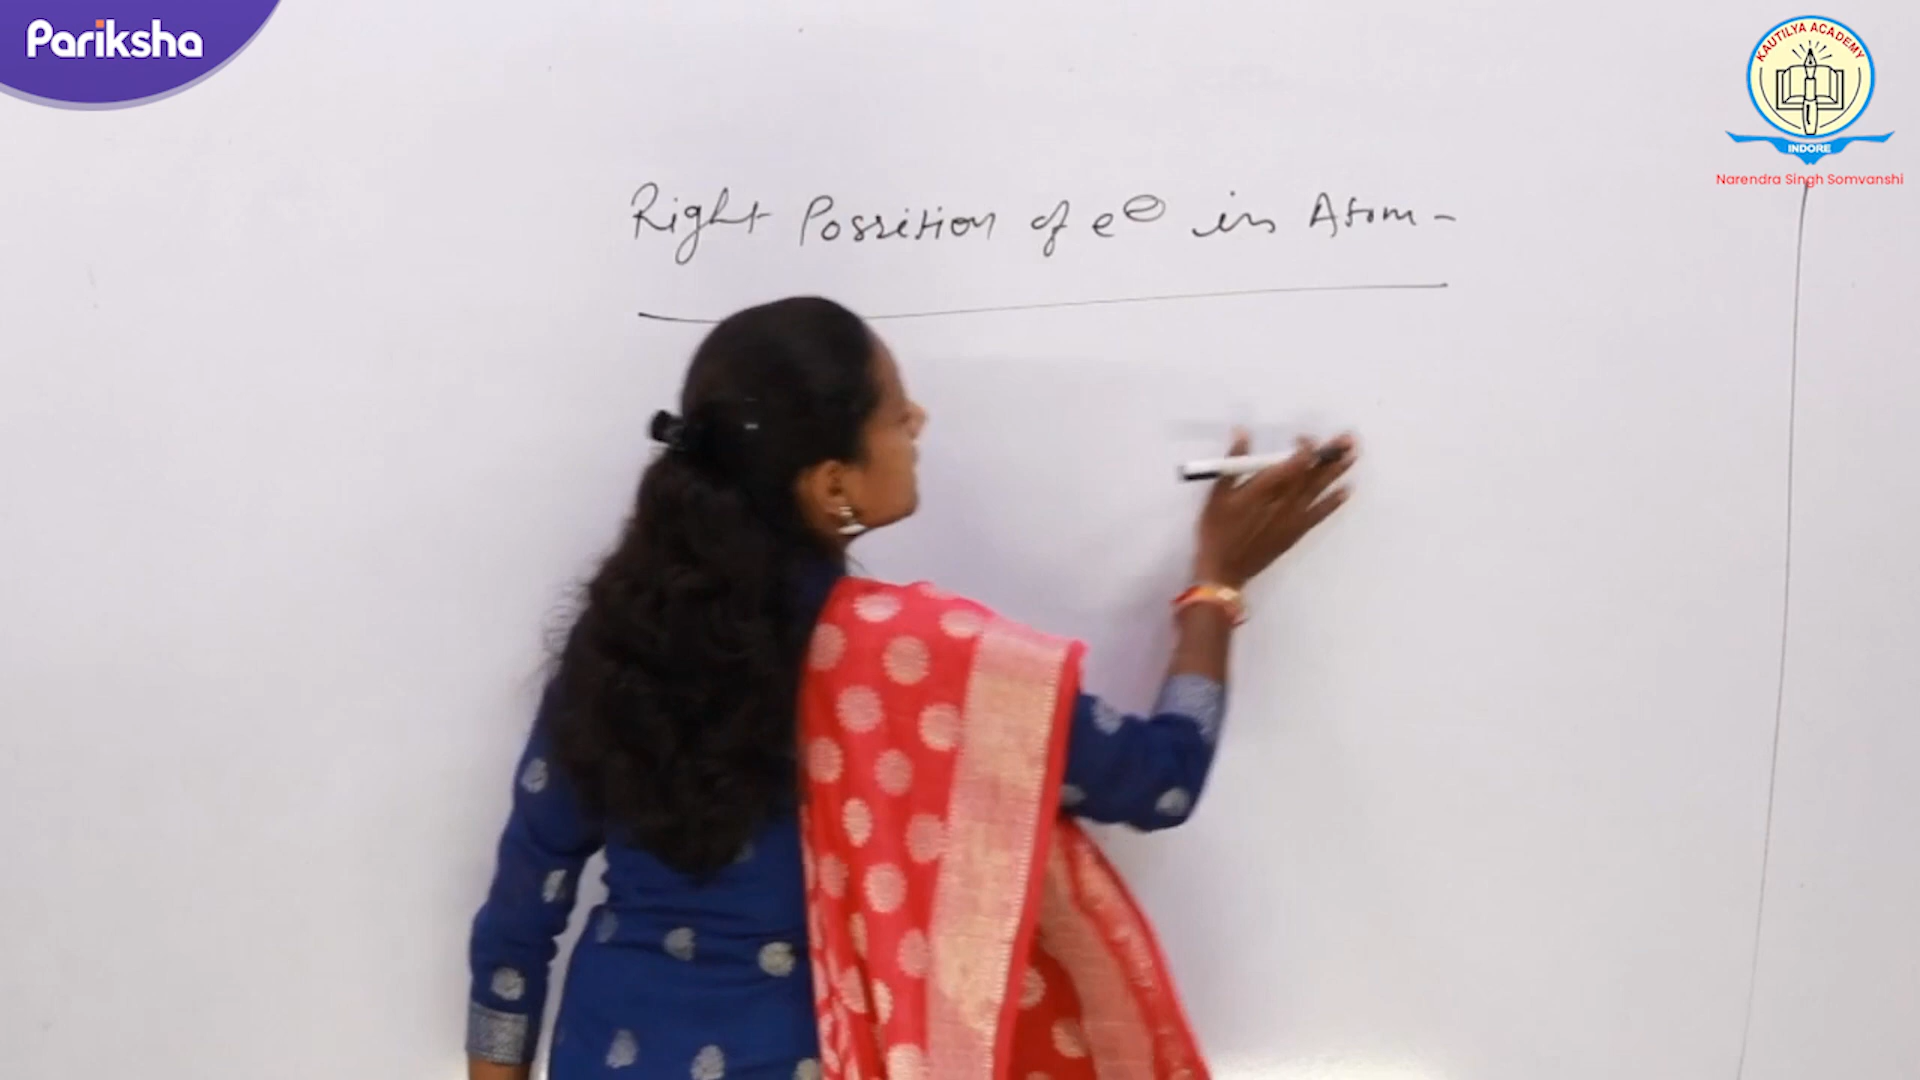 Pariksha
KAUTILYA ACADEMY
INDORE
Narendra Singh Somvanshi
Right Possition of e⊖ in Atom -